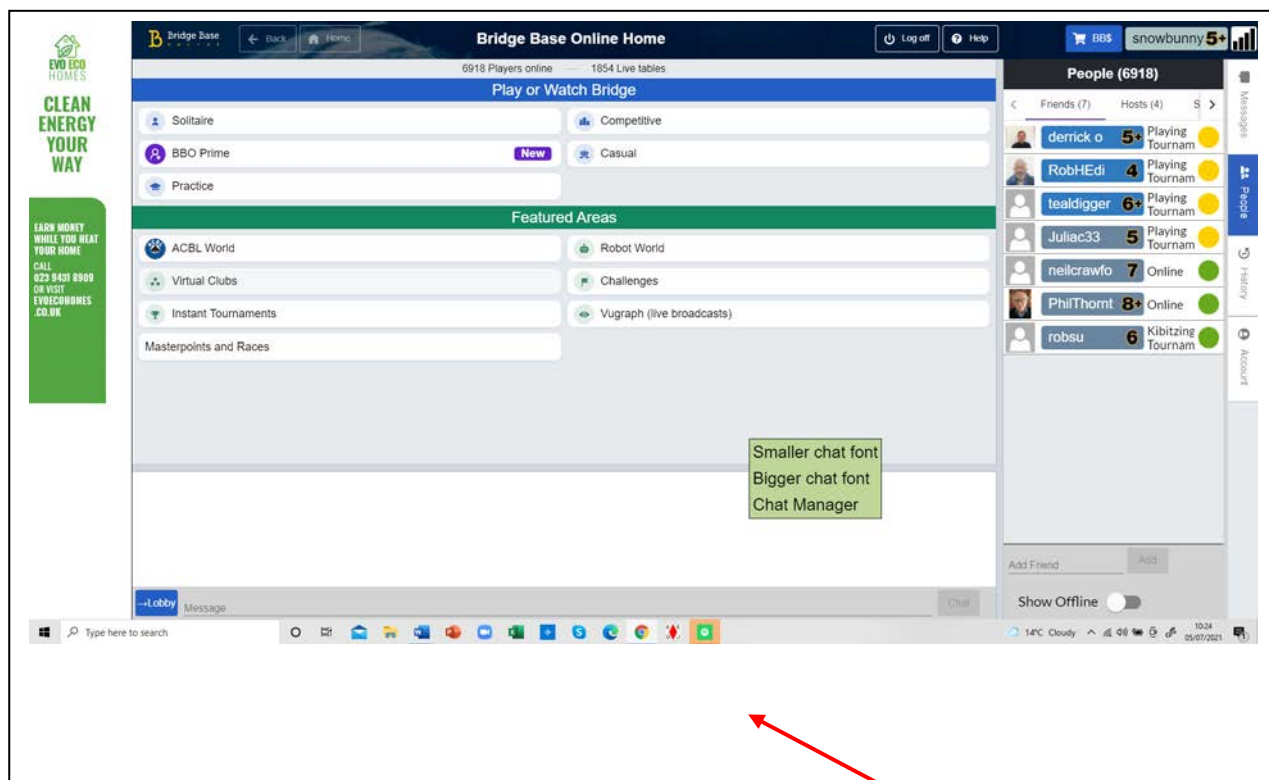 EVO ECO
HOMES
CLEAN
ENERGY
YOUR
WAY
EARN MONEY
WHILE YOU HEAT
YOUR HOME
CALL
023 9431 8909
OR VISIT
EVOECOHOMES
.CO.UK
Bridge Base
Back
Home
Bridge Base Online Home
Log off
Help
BB$
snowbunny 5+
6918 Players online
1854 Live tables
Play or Watch Bridge
Solitaire
Competitive
BBO Prime
New
Casual
Practice
Featured Areas
ACBL World
Robot World
Virtual Clubs
Challenges
Instant Tournaments
Vugraph (live broadcasts)
Masterpoints and Races
Smaller chat font
Bigger chat font
Chat Manager
→Lobby
Message
Chat
People (6918)
Friends (7)
Hosts (4)
S
derrick o 5+ Playing Tournam
RobHEdi 4 Playing Tournam
tealdigger 6+ Playing Tournam
Juliac33 5 Playing Tournam
neilcrawfo 7 Online
PhilThornt 8+ Online
robsu 6 Kibitzing Tournam
Add Friend
Add
Show Offline
Messages
People
History
Account
Type here to search
14°C Cloudy
10:24
05/07/2021